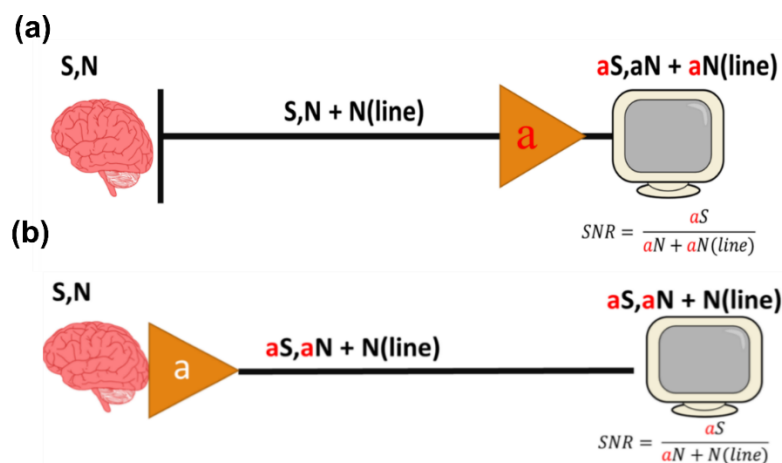 (a)
S,N
S,N + N(line)
a
aS,aN + aN(line)
SNR = aS / aN + aN(line)
(b)
S,N
a
aS,aN + N(line)
aS,aN + N(line)
SNR = aS / aN + N(line)